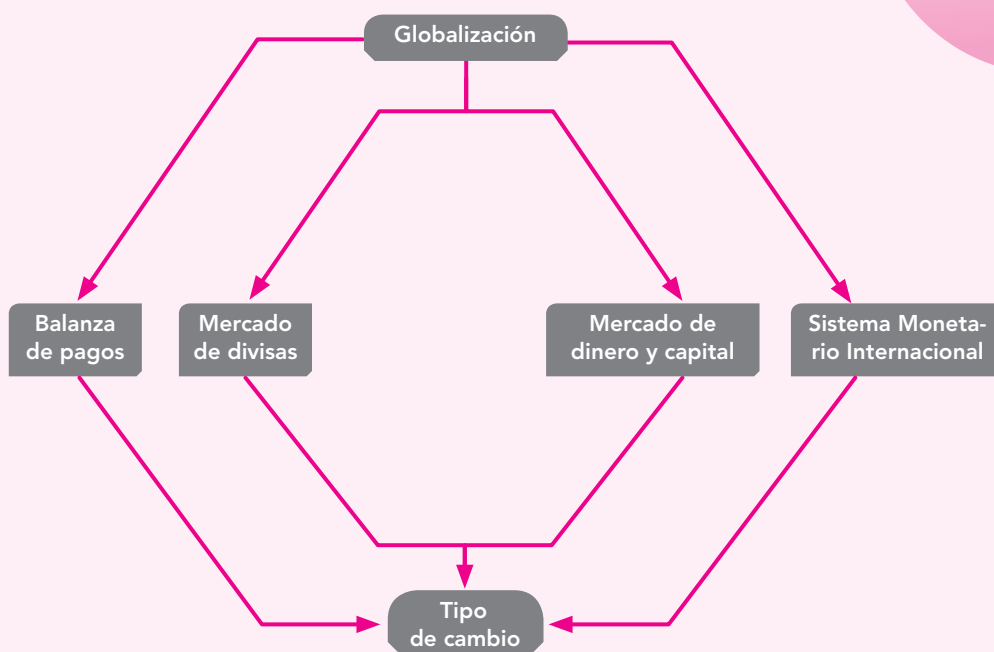 Globalización
Balanza
de pagos
Mercado
de divisas
Mercado de
dinero y capital
Sistema Moneta-
rio Internacional
Tipo
de cambio